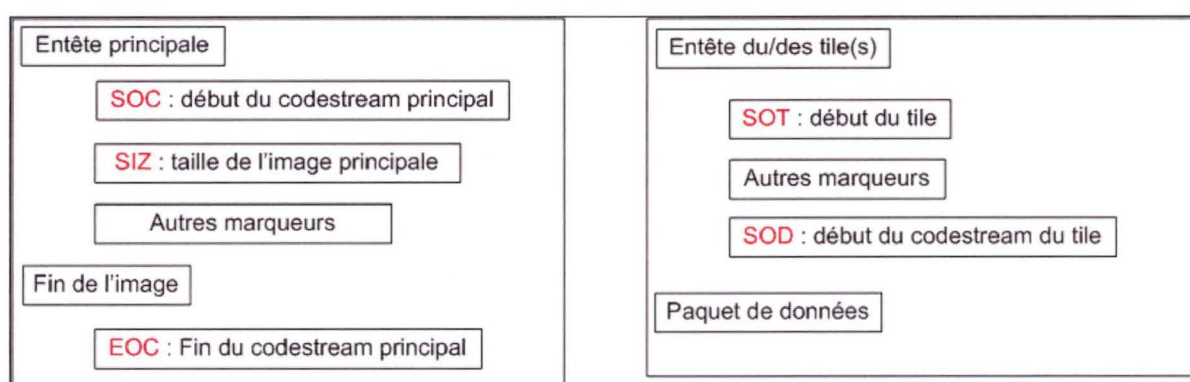 Entête principale
SOC : début du codestream principal
SIZ : taille de l'image principale
Autres marqueurs
Fin de l'image
EOC : Fin du codestream principal
Entête du/des tile(s)
SOT : début du tile
Autres marqueurs
SOD : début du codestream du tile
Paquet de données